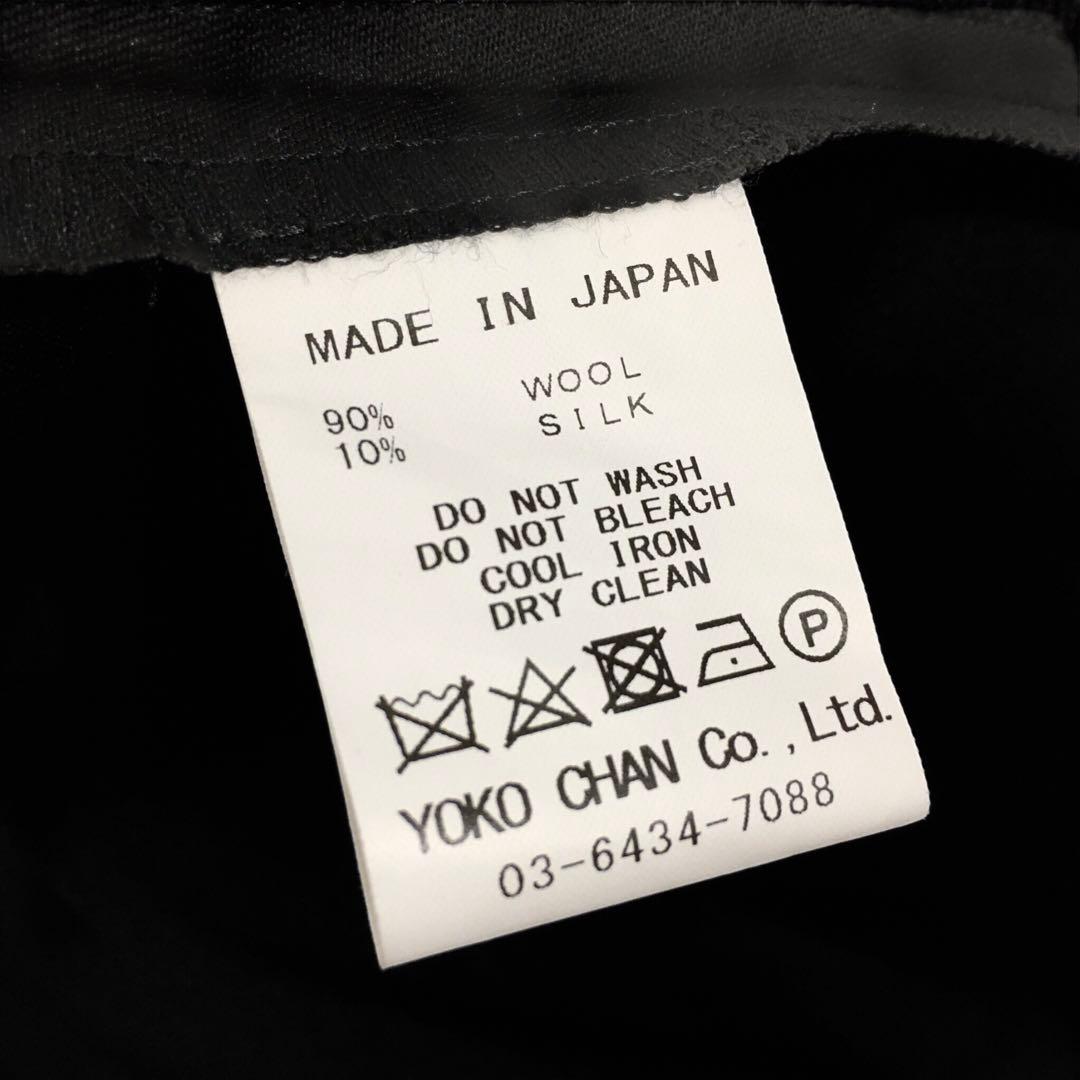 MADE IN JAPAN
90% WOOL
10% SILK
DO NOT WASH
DO NOT BLEACH
COOL IRON
DRY CLEAN
P
YOKO CHAN Co., Ltd.
03-6434-7088